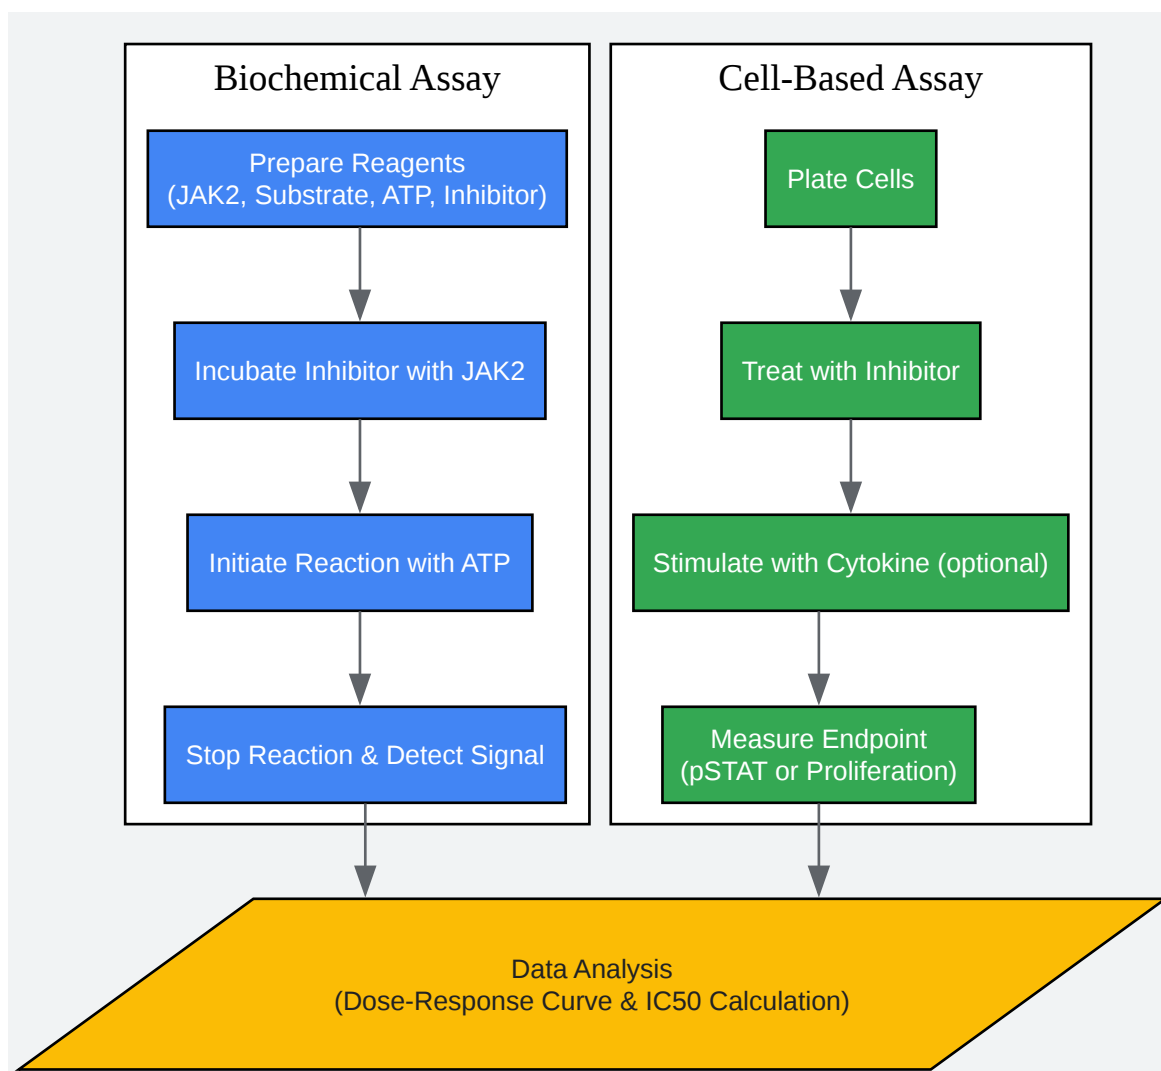 Biochemical Assay
Prepare Reagents
(JAK2, Substrate, ATP, Inhibitor)
Incubate Inhibitor with JAK2
Initiate Reaction with ATP
Stop Reaction & Detect Signal
Cell-Based Assay
Plate Cells
Treat with Inhibitor
Stimulate with Cytokine (optional)
Measure Endpoint
(pSTAT or Proliferation)
Data Analysis
(Dose-Response Curve & IC50 Calculation)